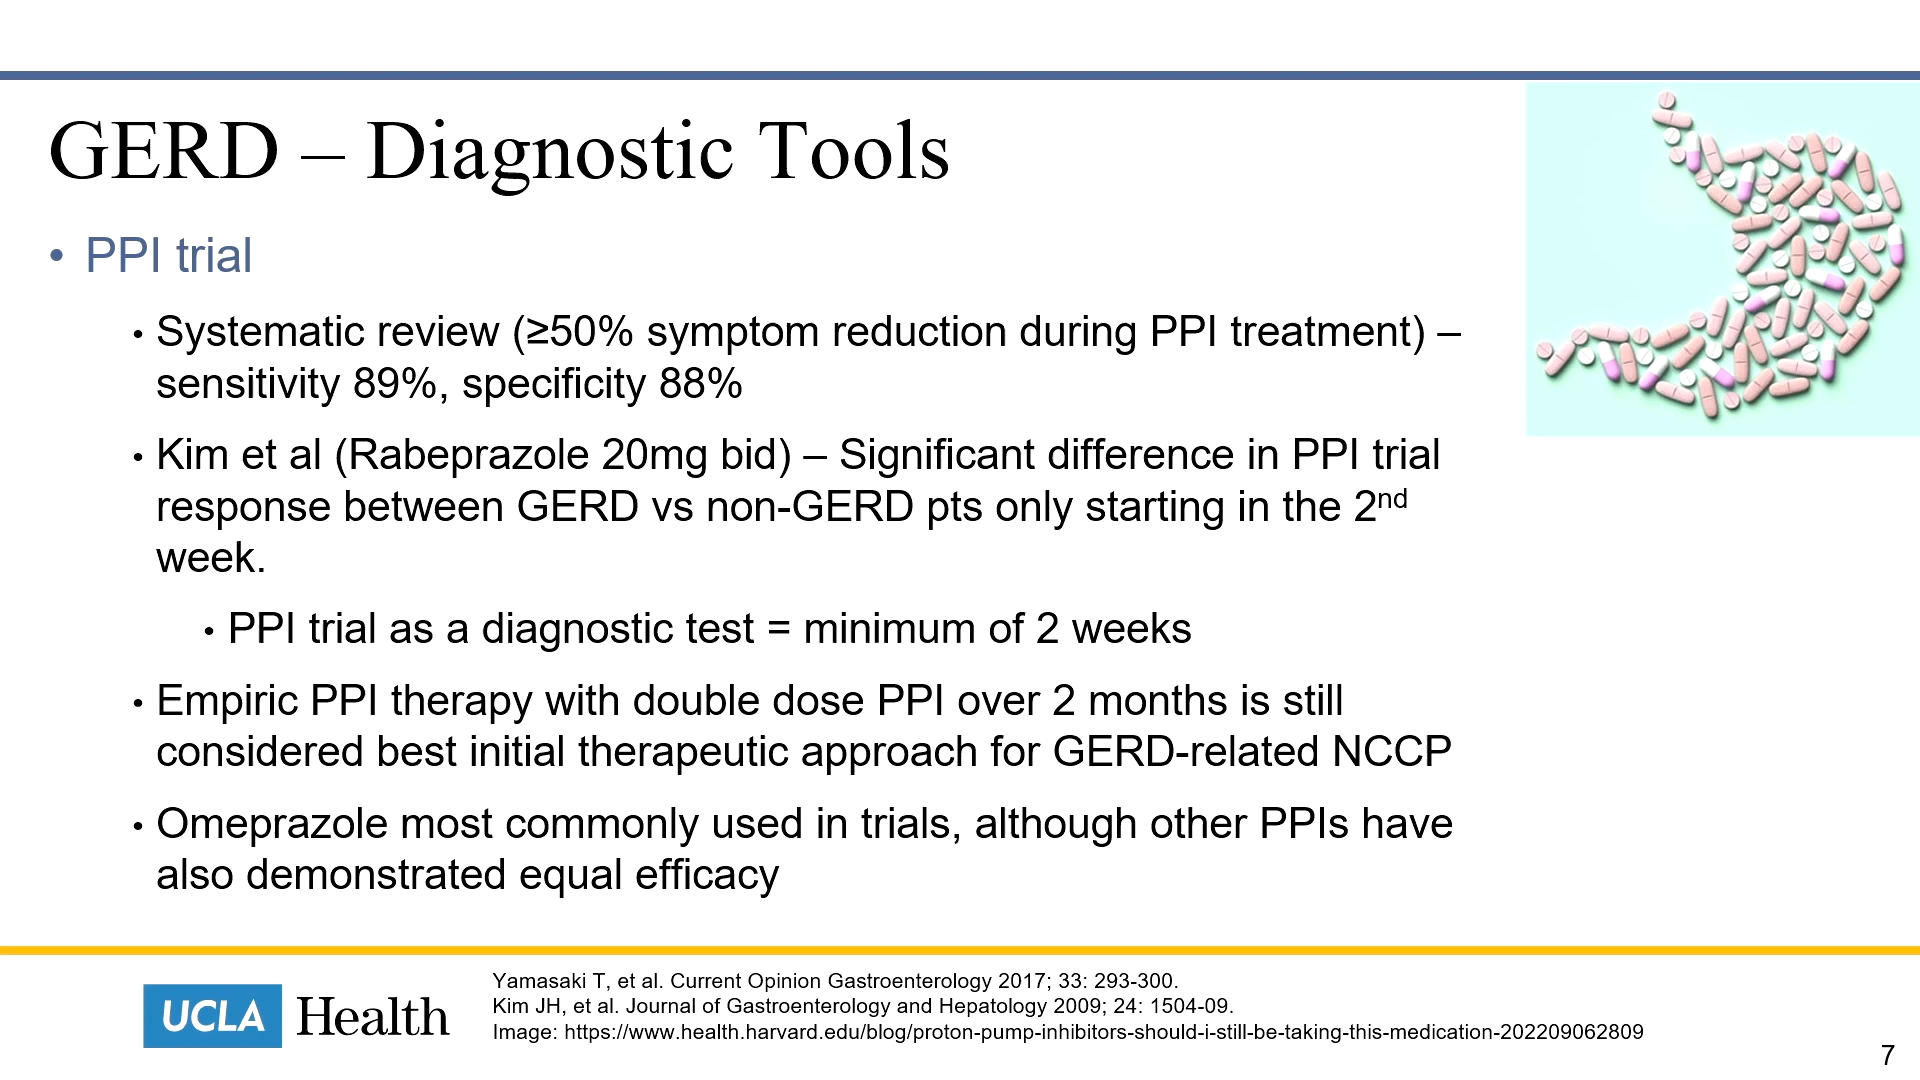 GERD – Diagnostic Tools
• PPI trial
• Systematic review (≥50% symptom reduction during PPI treatment) –
sensitivity 89%, specificity 88%
• Kim et al (Rabeprazole 20mg bid) – Significant difference in PPI trial
response between GERD vs non-GERD pts only starting in the 2nd
week.
• PPI trial as a diagnostic test = minimum of 2 weeks
• Empiric PPI therapy with double dose PPI over 2 months is still
considered best initial therapeutic approach for GERD-related NCCP
• Omeprazole most commonly used in trials, although other PPIs have
also demonstrated equal efficacy
UCLA Health
Yamasaki T, et al. Current Opinion Gastroenterology 2017; 33: 293-300.
Kim JH, et al. Journal of Gastroenterology and Hepatology 2009; 24: 1504-09.
Image: https://www.health.harvard.edu/blog/proton-pump-inhibitors-should-i-still-be-taking-this-medication-202209062809
7